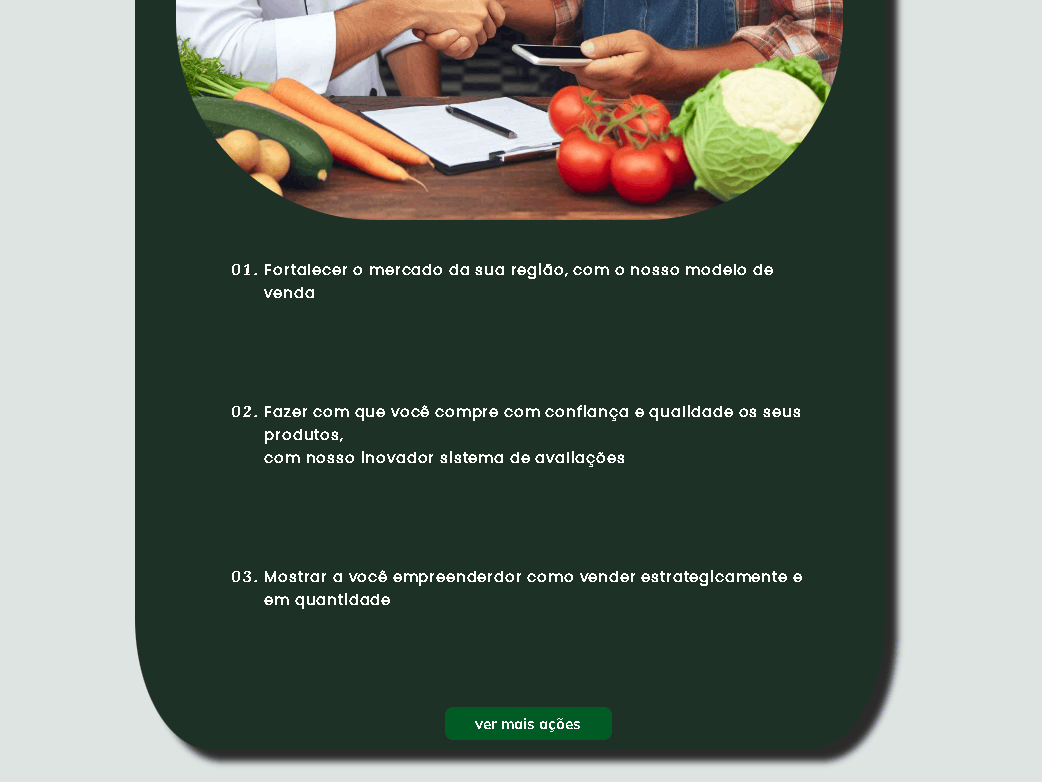 01. Fortalecer o mercado da sua região, com o nosso modelo de
venda
02. Fazer com que você compre com confiança e qualidade os seus
produtos,
com nosso inovador sistema de avaliações
03. Mostrar a você empreenderdor como vender estrategicamente e
em quantidade
ver mais ações